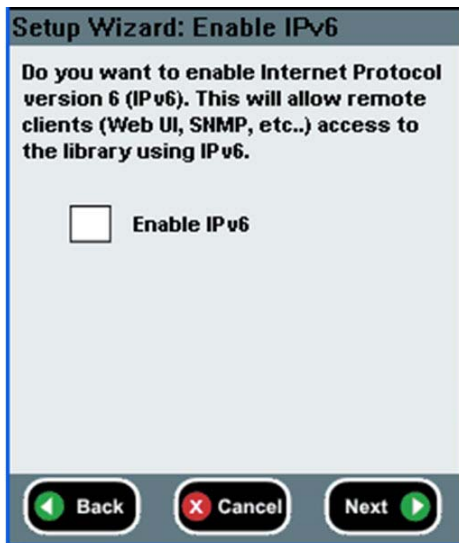 Setup Wizard: Enable IPv6
Do you want to enable Internet Protocol
version 6 (IPv6). This will allow remote
clients (Web UI, SNMP, etc..) access to
the library using IPv6.
Enable IPv6
Back
Cancel
Next